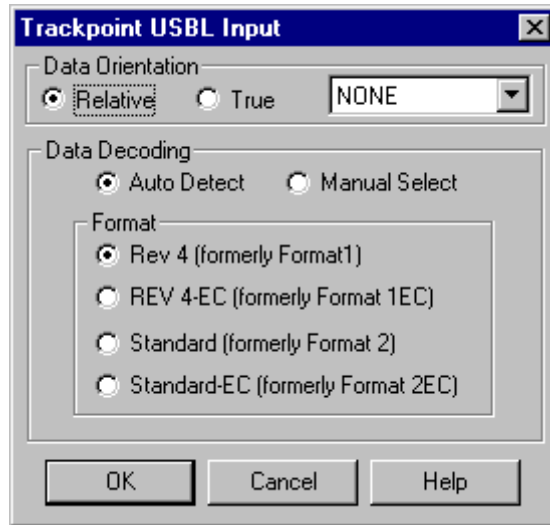 Trackpoint USBL Input
Data Orientation
Relative True NONE
Data Decoding
Auto Detect Manual Select
Format
Rev 4 (formerly Format1)
REV 4-EC (formerly Format 1EC)
Standard (formerly Format 2)
Standard-EC (formerly Format 2EC)
OK Cancel Help